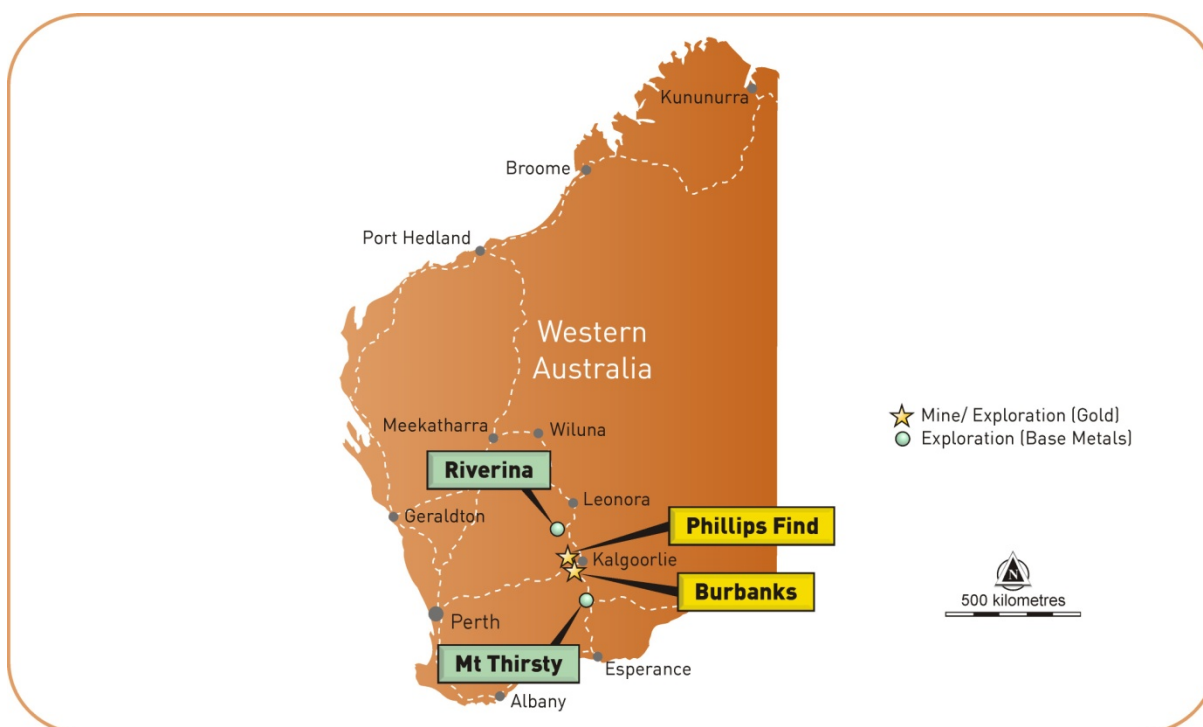 Kununurra
Broome
Port Hedland
Western
Australia
Meekatharra
Wiluna
Riverina
Leonora
Geraldton
Phillips Find
Kalgoorlie
Burbanks
Perth
Mt Thirsty
Esperance
Albany
Mine/ Exploration (Gold)
Exploration (Base Metals)
N
500 kilometres